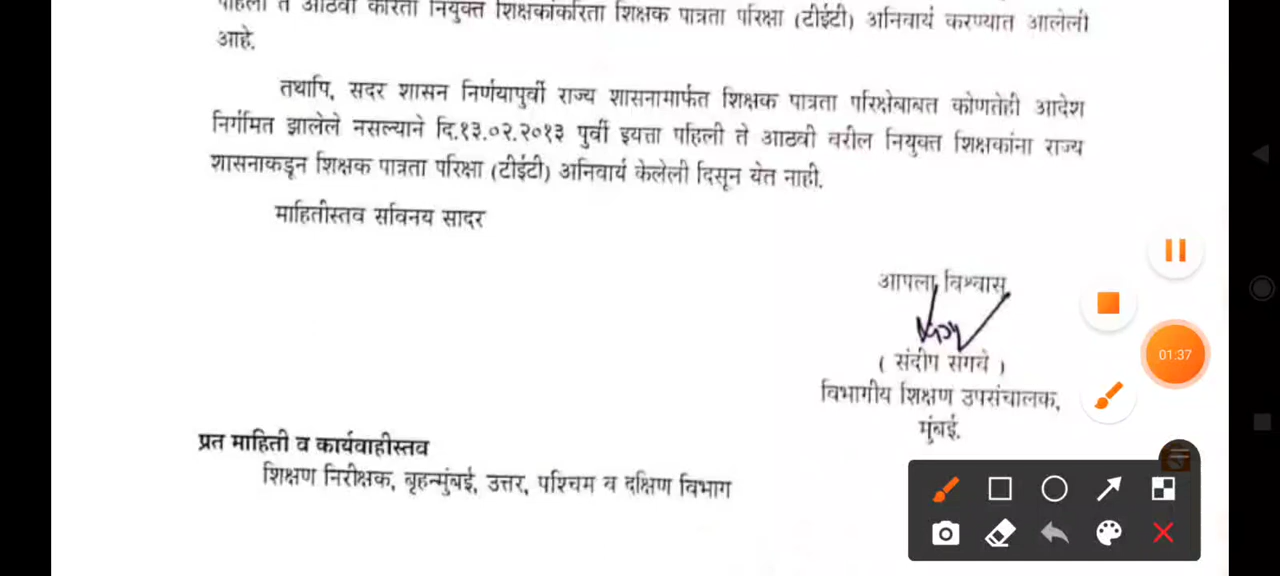 पहिली ते आठवी करिता नियुक्त शिक्षकांकरिता शिक्षक पात्रता परिक्षा (टीईटी) अनिवार्य करण्यात आलेली
आहे.
तथापि, सदर शासन निर्णयापुर्वी राज्य शासनामार्फत शिक्षक पात्रता परिक्षेबाबत कोणतेही आदेश
निर्गमित झालेले नसल्याने दि.१३.०२.२०१३ पुर्वी इयत्ता पहिली ते आठवी वरील नियुक्त शिक्षकांना राज्य
शासनाकडून शिक्षक पात्रता परिक्षा (टीईटी) अनिवार्य केलेली दिसून येत नाही.
माहितीस्तव सविनय सादर
आपला विश्वासू
( संदीप संगवे )
विभागीय शिक्षण उपसंचालक,
मुंबई.
प्रत माहिती व कार्यवाहीस्तव
शिक्षण निरीक्षक, बृहन्मुंबई, उत्तर, पश्चिम व दक्षिण विभाग
01:37